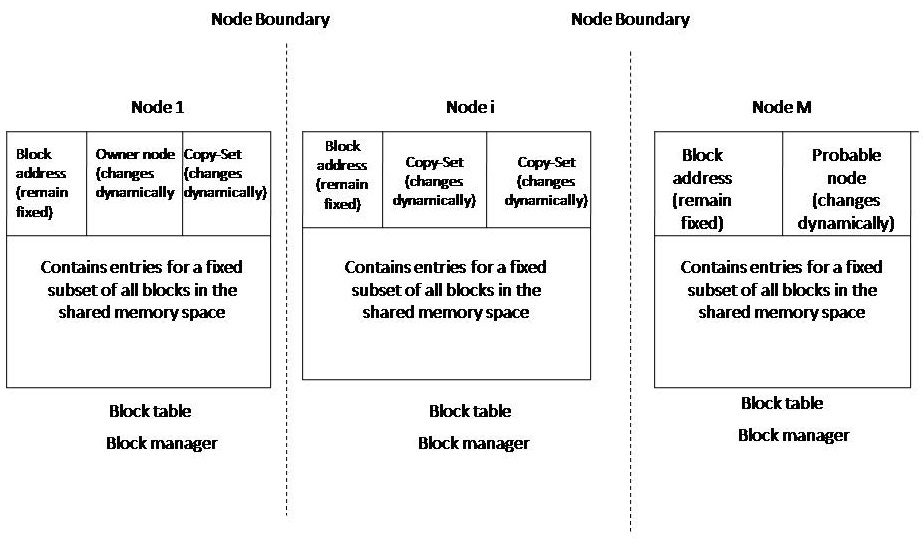 Node Boundary
Node Boundary
Node 1
Node i
Node M
Block
address
(remain
fixed)
Owner node
(changes
dynamically
Copy-Set
(changes
dynamically)
Block
address
(remain
fixed)
Copy-Set
(changes
dynamically)
Copy-Set
(changes
dynamically)
Block
address
(remain
fixed)
Probable
node
(changes
dynamically)
Contains entries for a fixed
subset of all blocks in the
shared memory space
Contains entries for a fixed
subset of all blocks in the
shared memory space
Contains entries for a fixed
subset of all blocks in the
shared memory space
Block table
Block manager
Block table
Block manager
Block table
Block manager